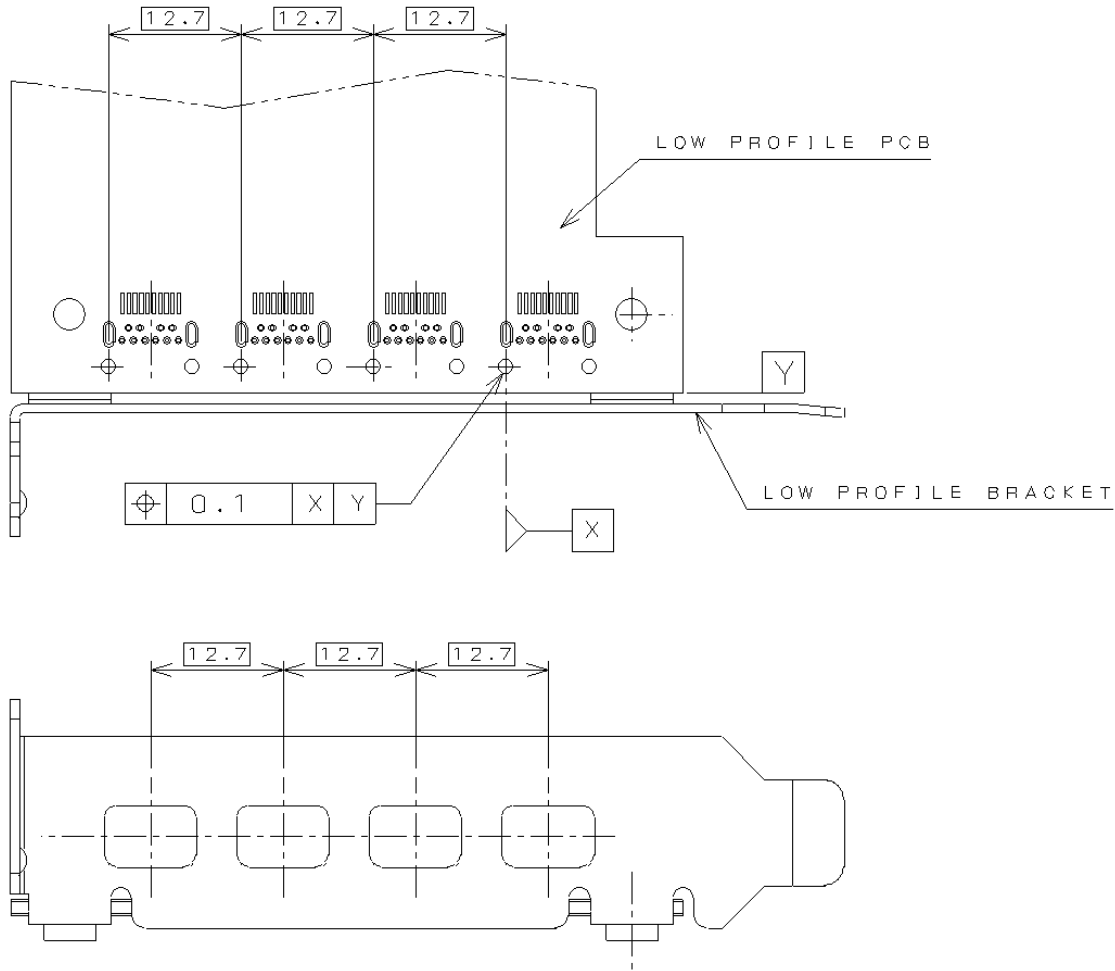 12.7 12.7 12.7
LOW PROFILE PCB
Y
0.1 X Y
LOW PROFILE BRACKET
X
12.7 12.7 12.7